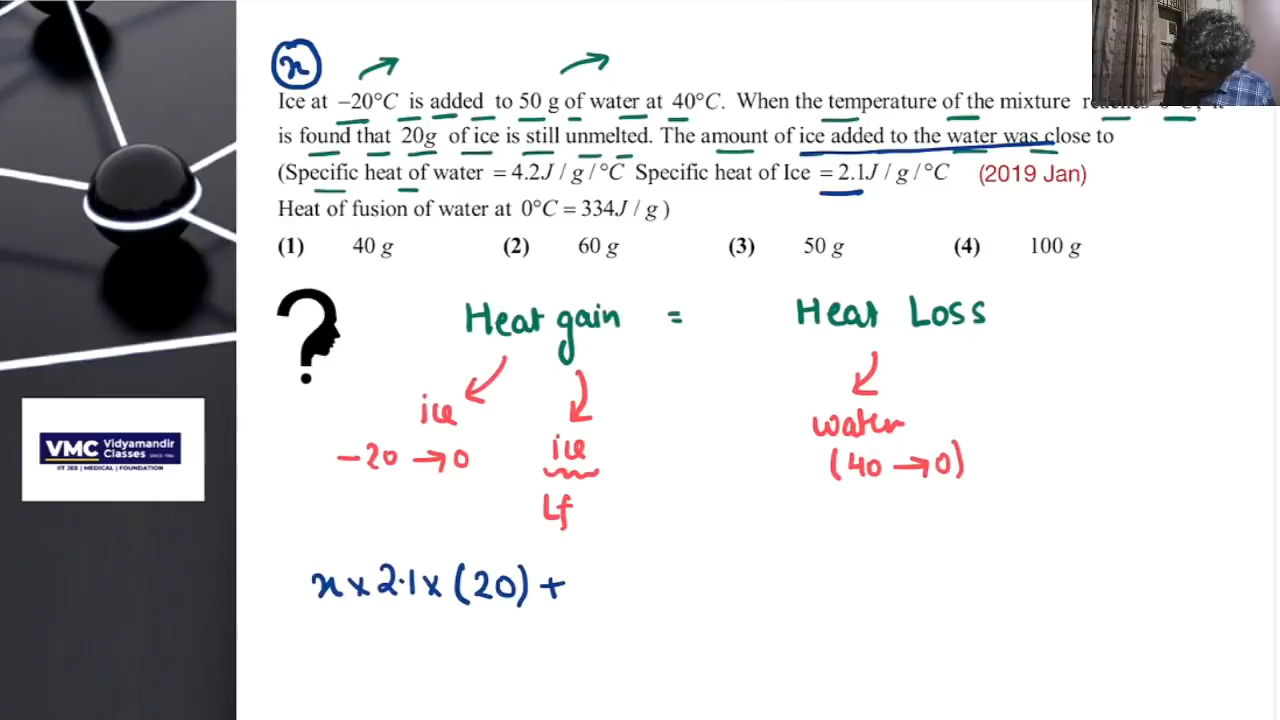 x
Ice at −20°C is added to 50 g of water at 40°C. When the temperature of the mixture
is found that 20g of ice is still unmelted. The amount of ice added to the water was close to
(Specific heat of water = 4.2J / g / °C Specific heat of Ice = 2.1J / g / °C (2019 Jan)
Heat of fusion of water at 0°C = 334J / g )
(1) 40 g (2) 60 g (3) 50 g (4) 100 g
Heat gain = Heat Loss
ice ice water
−20 → 0 Lf (40 → 0)
VMC Vidyamandir Classes SINCE 1986
IIT JEE | MEDICAL | FOUNDATION
x × 2.1 × (20) +